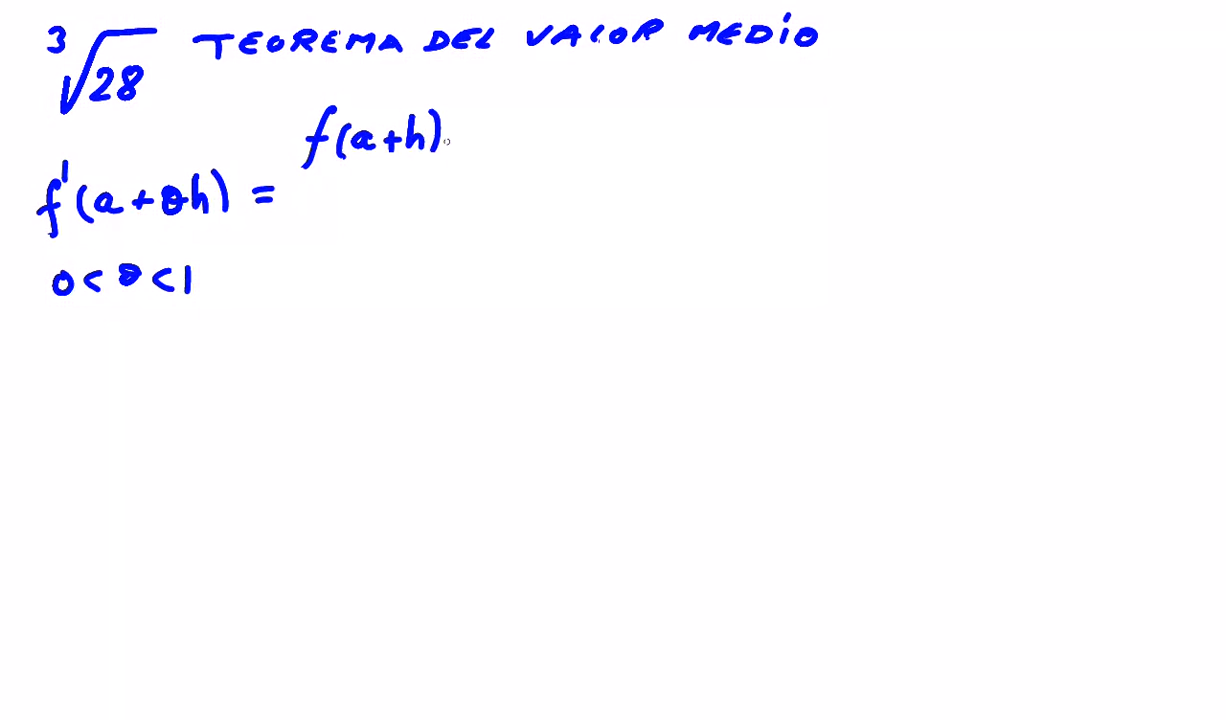 ∛28 TEOREMA DEL VALOR MEDIO
f(a+h)
f'(a+θh) =
0<θ<1